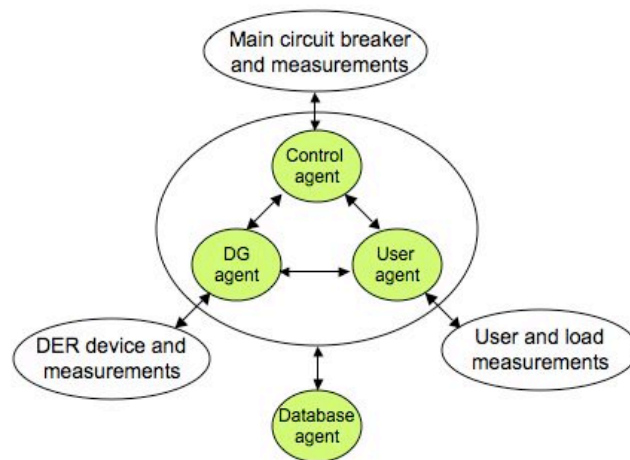 Main circuit breaker
and measurements
Control
agent
DG
agent
User
agent
DER device and
measurements
User and load
measurements
Database
agent